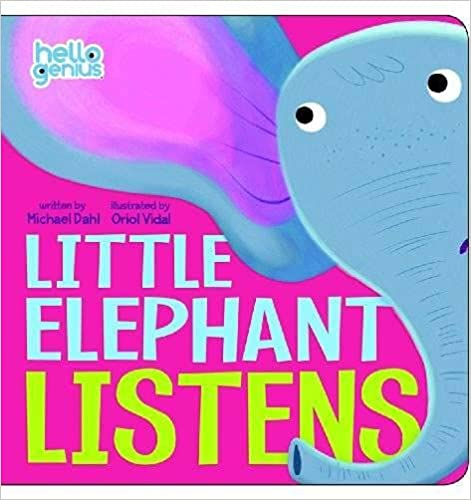 hello
genius
written by illustrated by
Michael Dahl Oriol Vidal
LITTLE
ELEPHANT
LISTENS